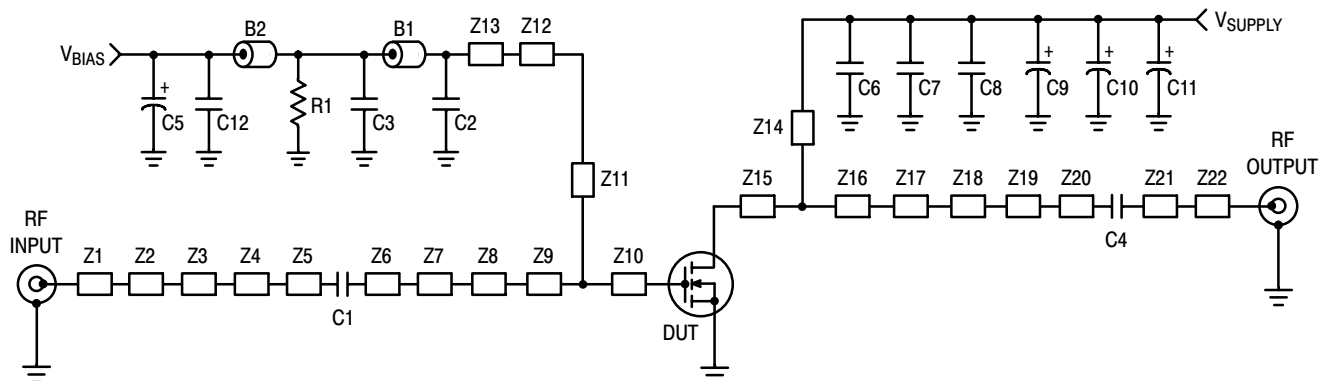 V_BIAS
B2
B1
Z13
Z12
V_SUPPLY
+
C5
C12
R1
C3
C2
Z11
C6
C7
C8
+
C9
+
C10
+
C11
Z14
RF
INPUT
Z1
Z2
Z3
Z4
Z5
C1
Z6
Z7
Z8
Z9
Z10
DUT
Z15
Z16
Z17
Z18
Z19
Z20
C4
Z21
Z22
RF
OUTPUT